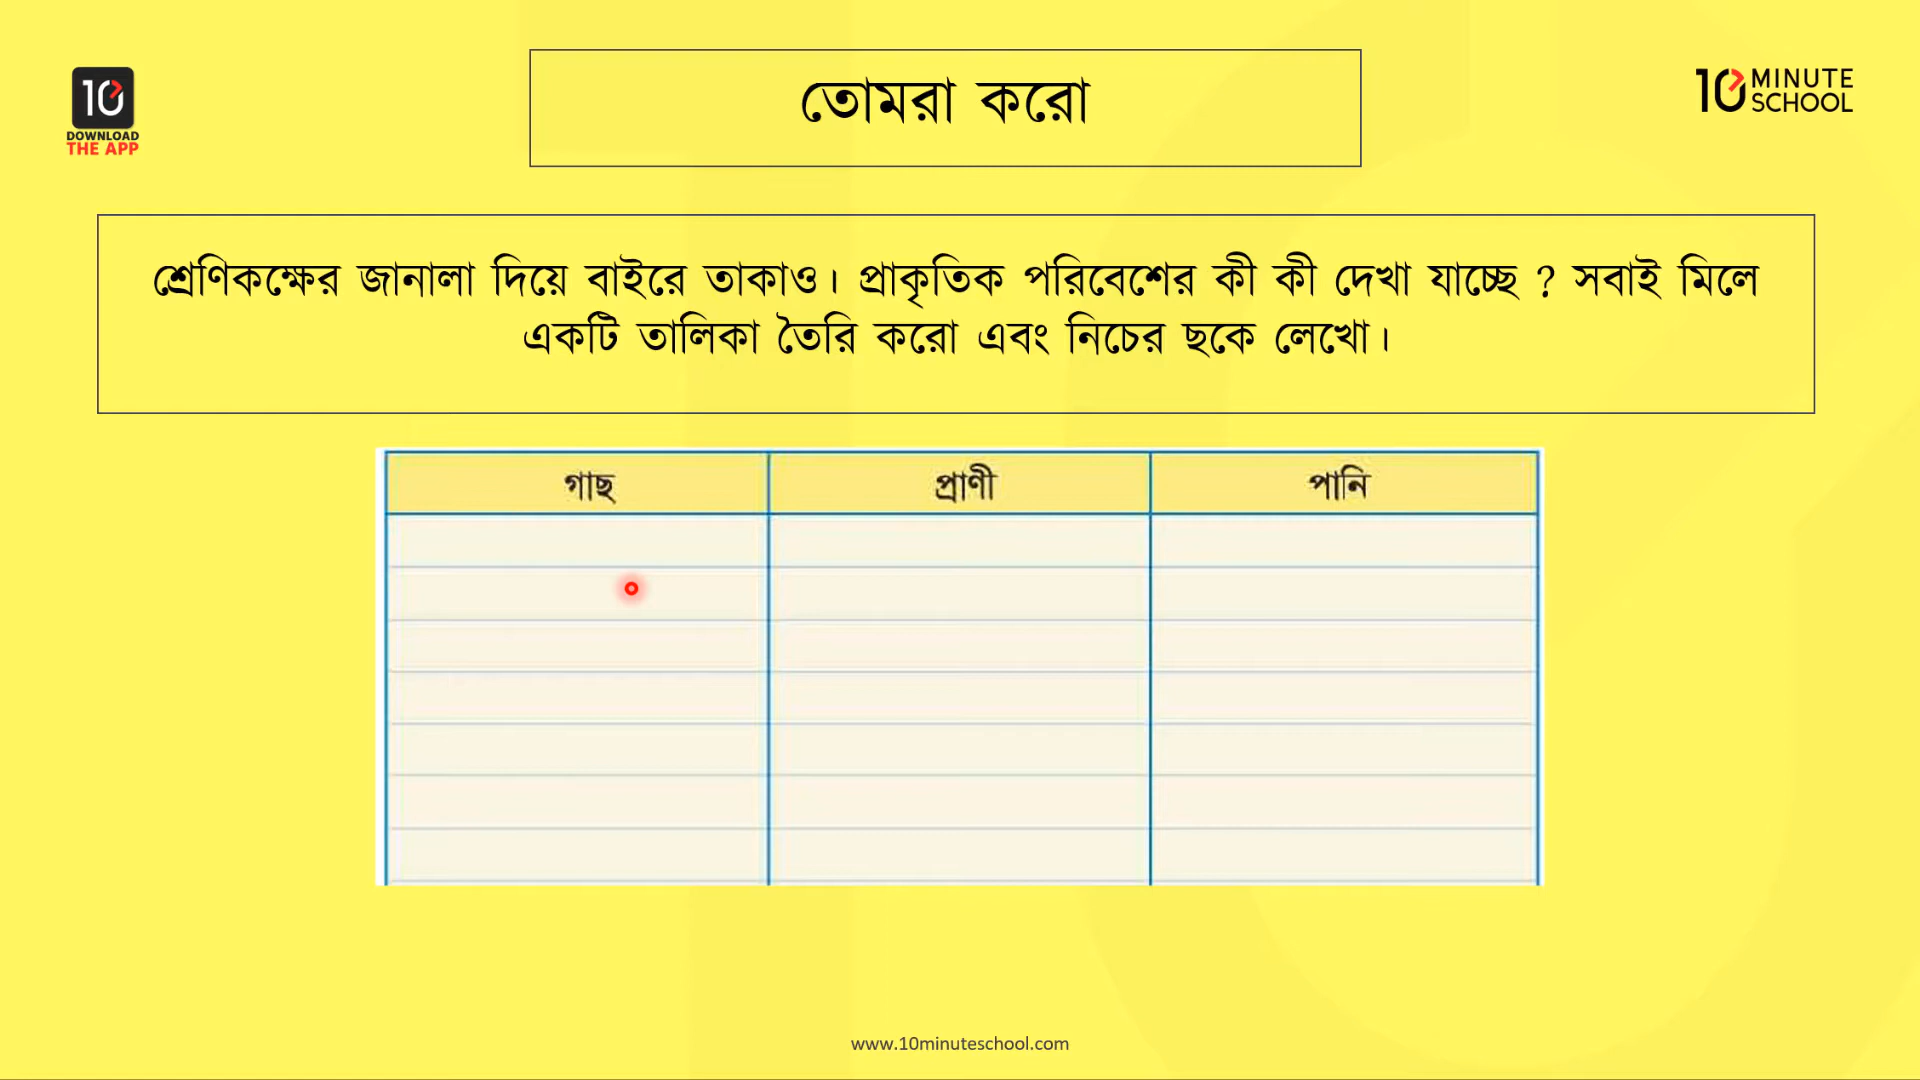 তোমরা করো
10
DOWNLOAD
THE APP
10 MINUTE
SCHOOL
শ্রেণিকক্ষের জানালা দিয়ে বাইরে তাকাও। প্রাকৃতিক পরিবেশের কী কী দেখা যাচ্ছে ? সবাই মিলে
একটি তালিকা তৈরি করো এবং নিচের ছকে লেখো।
গাছ প্রাণী পানি
www.10minuteschool.com